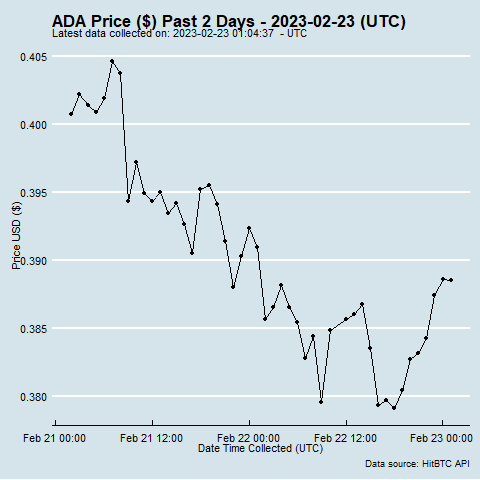 ADA Price ($) Past 2 Days - 2023-02-23 (UTC)
Latest data collected on: 2023-02-23 01:04:37 - UTC
0.405
0.400
0.395
0.390
0.385
0.380
Price USD ($)
Feb 21 00:00
Feb 21 12:00
Feb 22 00:00
Feb 22 12:00
Feb 23 00:00
Date Time Collected (UTC)
Data source: HitBTC API